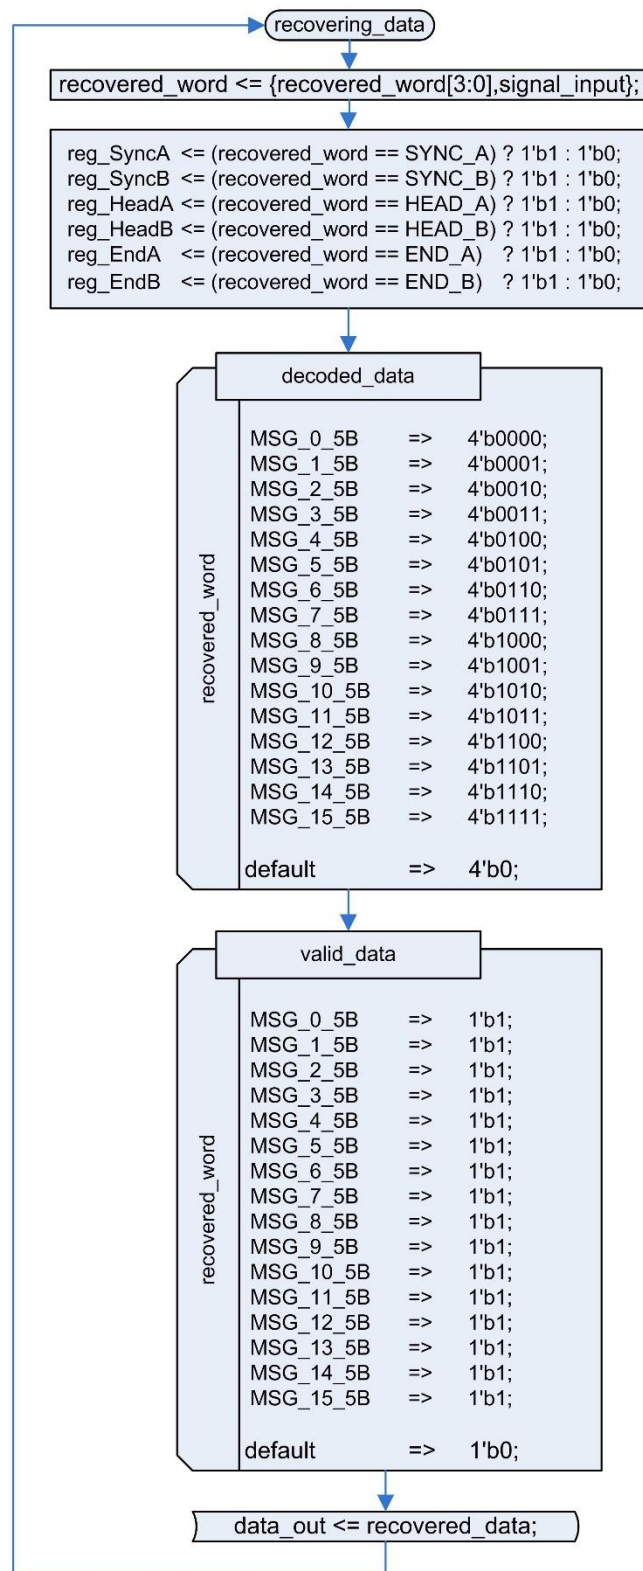 recovering_data
recovered_word <= {recovered_word[3:0],signal_input};
reg_SyncA <= (recovered_word == SYNC_A) ? 1'b1 : 1'b0;
reg_SyncB <= (recovered_word == SYNC_B) ? 1'b1 : 1'b0;
reg_HeadA <= (recovered_word == HEAD_A) ? 1'b1 : 1'b0;
reg_HeadB <= (recovered_word == HEAD_B) ? 1'b1 : 1'b0;
reg_EndA <= (recovered_word == END_A) ? 1'b1 : 1'b0;
reg_EndB <= (recovered_word == END_B) ? 1'b1 : 1'b0;
decoded_data
recovered_word
MSG_0_5B => 4'b0000;
MSG_1_5B => 4'b0001;
MSG_2_5B => 4'b0010;
MSG_3_5B => 4'b0011;
MSG_4_5B => 4'b0100;
MSG_5_5B => 4'b0101;
MSG_6_5B => 4'b0110;
MSG_7_5B => 4'b0111;
MSG_8_5B => 4'b1000;
MSG_9_5B => 4'b1001;
MSG_10_5B => 4'b1010;
MSG_11_5B => 4'b1011;
MSG_12_5B => 4'b1100;
MSG_13_5B => 4'b1101;
MSG_14_5B => 4'b1110;
MSG_15_5B => 4'b1111;
default => 4'b0;
valid_data
recovered_word
MSG_0_5B => 1'b1;
MSG_1_5B => 1'b1;
MSG_2_5B => 1'b1;
MSG_3_5B => 1'b1;
MSG_4_5B => 1'b1;
MSG_5_5B => 1'b1;
MSG_6_5B => 1'b1;
MSG_7_5B => 1'b1;
MSG_8_5B => 1'b1;
MSG_9_5B => 1'b1;
MSG_10_5B => 1'b1;
MSG_11_5B => 1'b1;
MSG_12_5B => 1'b1;
MSG_13_5B => 1'b1;
MSG_14_5B => 1'b1;
MSG_15_5B => 1'b1;
default => 1'b0;
data_out <= recovered_data;